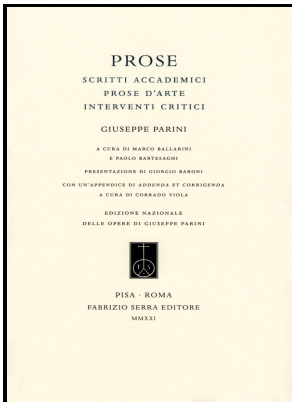 PROSE
SCRITTI ACCADEMICI
PROSE D'ARTE
INTERVENTI CRITICI
GIUSEPPE PARINI
A CURA DI MARCO BALLARINI
E PAOLO BARTESAGHI
PRESENTAZIONE DI GIORGIO BARONI
CON UN'APPENDICE DI ADDENDA ET CORRIGENDA
A CURA DI CORRADO VIOLA
EDIZIONE NAZIONALE
DELLE OPERE DI GIUSEPPE PARINI
PISA · ROMA
FABRIZIO SERRA EDITORE
MMXXI